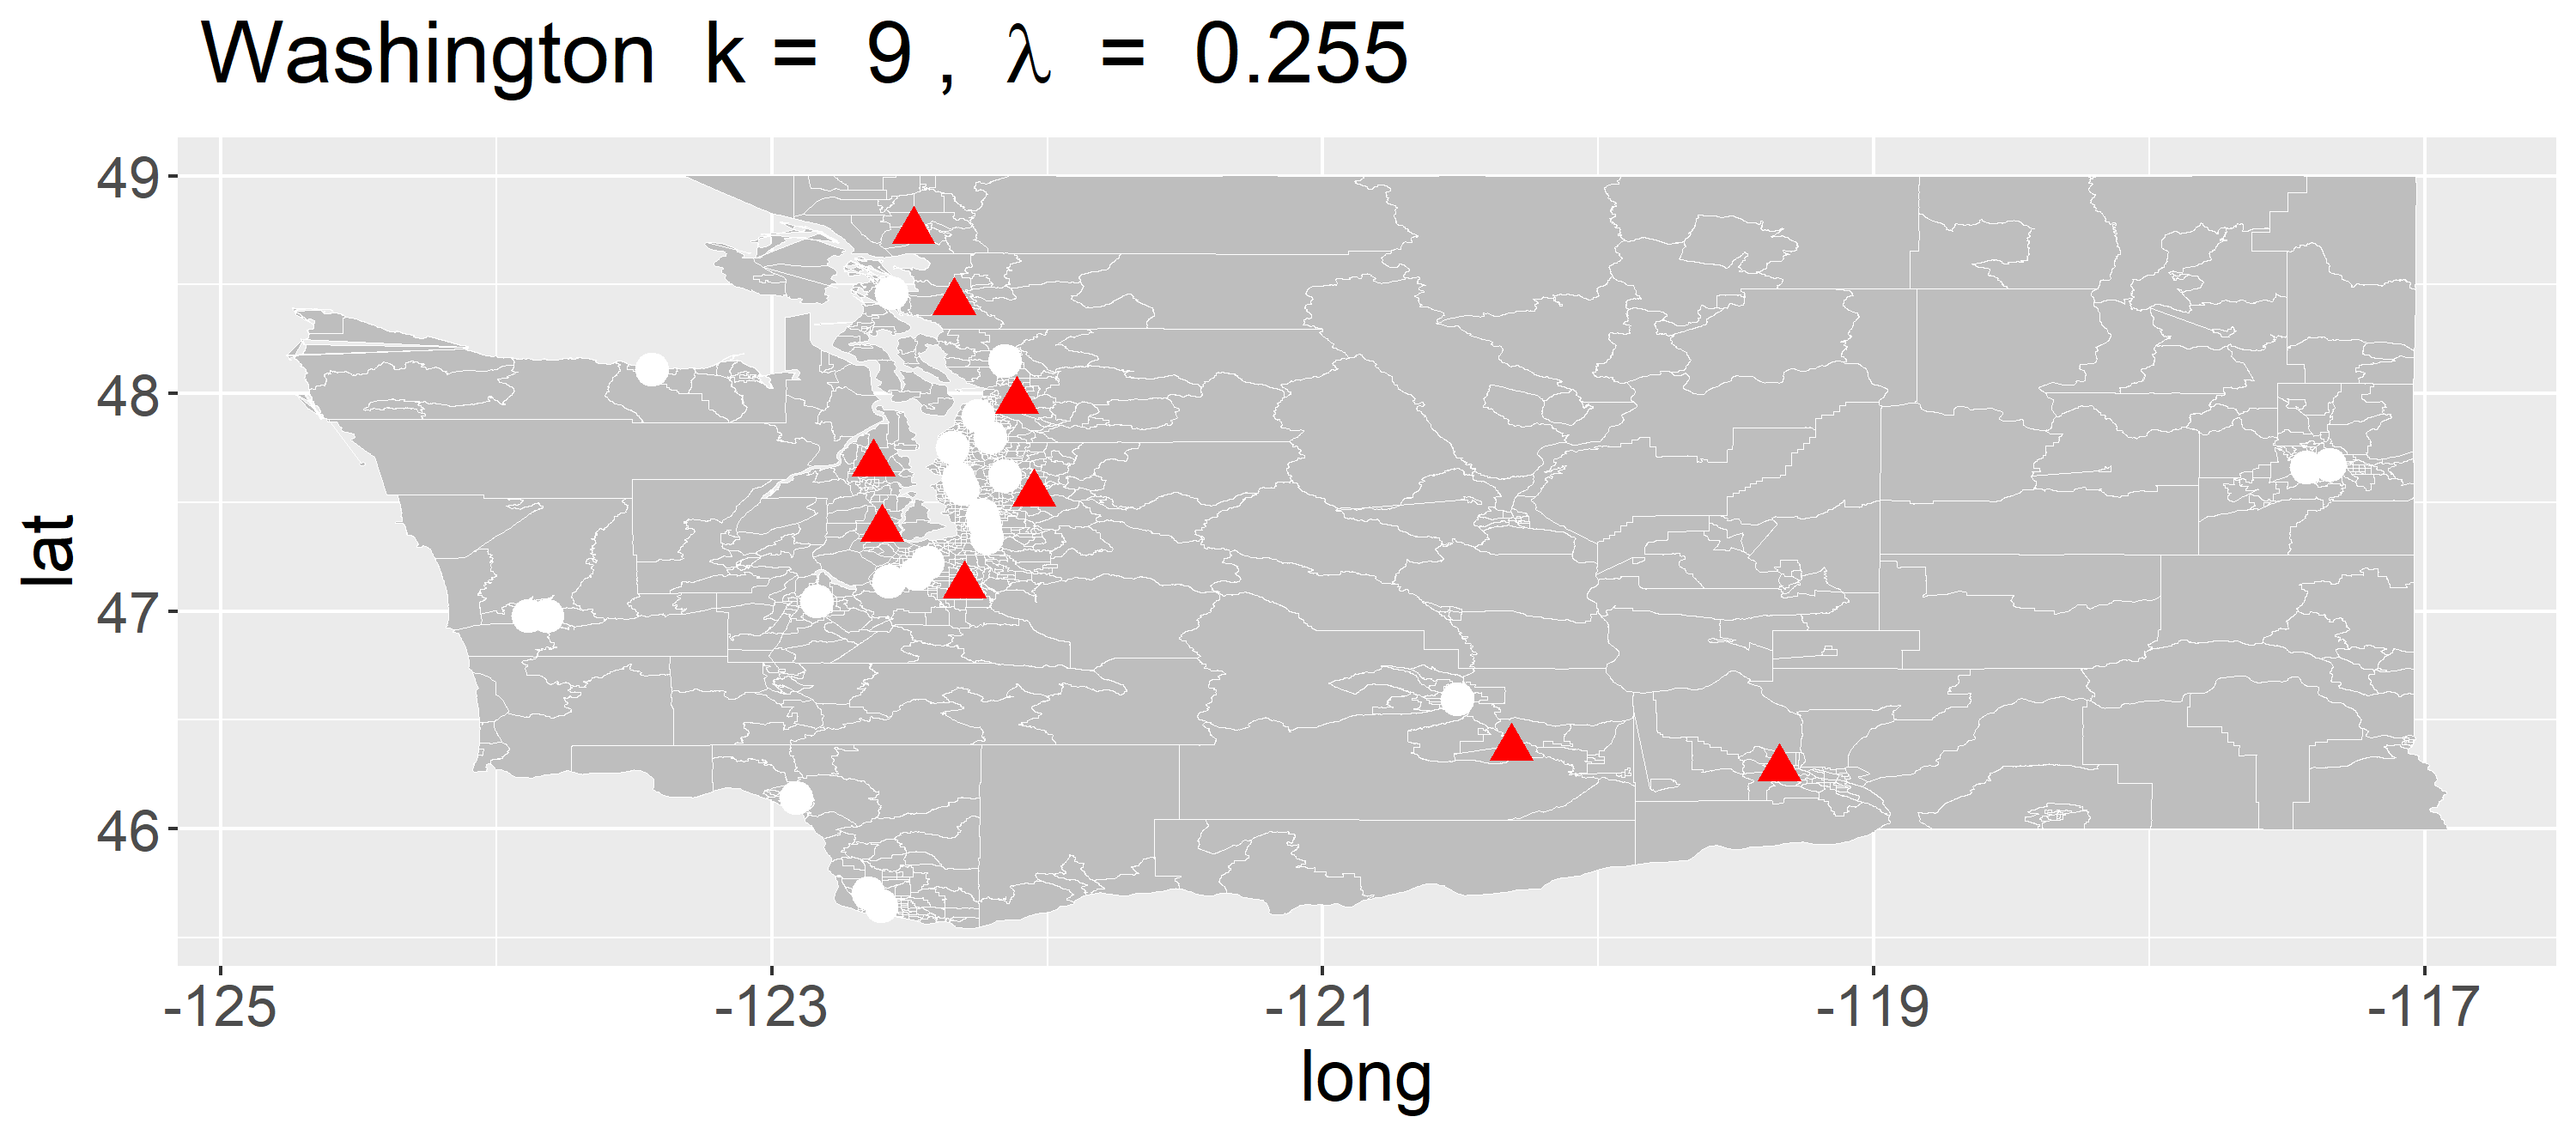 Washington k = 9 , λ = 0.255
49
48
47
46
lat
-125 -123 -121 -119 -117
long